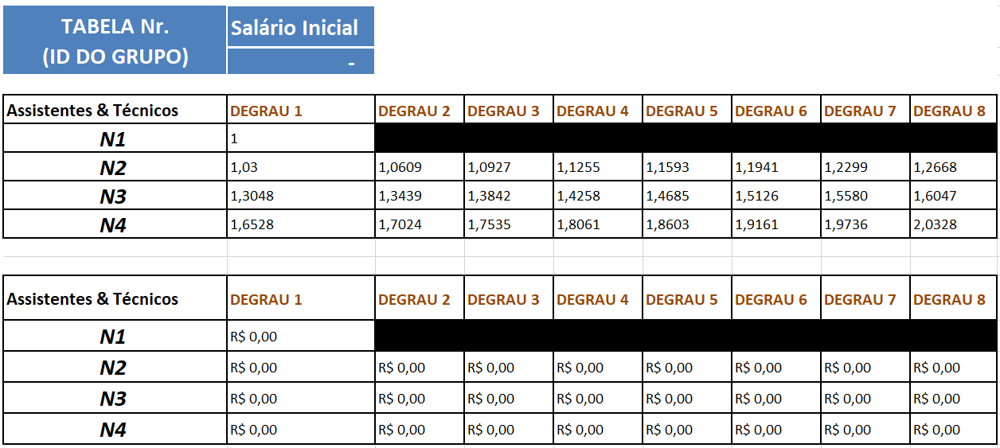 TABELA Nr.
(ID DO GRUPO)
Salário Inicial
-
Assistentes & Técnicos DEGRAU 1 DEGRAU 2 DEGRAU 3 DEGRAU 4 DEGRAU 5 DEGRAU 6 DEGRAU 7 DEGRAU 8
N1 1
N2 1,03 1,0609 1,0927 1,1255 1,1593 1,1941 1,2299 1,2668
N3 1,3048 1,3439 1,3842 1,4258 1,4685 1,5126 1,5580 1,6047
N4 1,6528 1,7024 1,7535 1,8061 1,8603 1,9161 1,9736 2,0328
Assistentes & Técnicos DEGRAU 1 DEGRAU 2 DEGRAU 3 DEGRAU 4 DEGRAU 5 DEGRAU 6 DEGRAU 7 DEGRAU 8
N1 R$ 0,00
N2 R$ 0,00 R$ 0,00 R$ 0,00 R$ 0,00 R$ 0,00 R$ 0,00 R$ 0,00 R$ 0,00
N3 R$ 0,00 R$ 0,00 R$ 0,00 R$ 0,00 R$ 0,00 R$ 0,00 R$ 0,00 R$ 0,00
N4 R$ 0,00 R$ 0,00 R$ 0,00 R$ 0,00 R$ 0,00 R$ 0,00 R$ 0,00 R$ 0,00